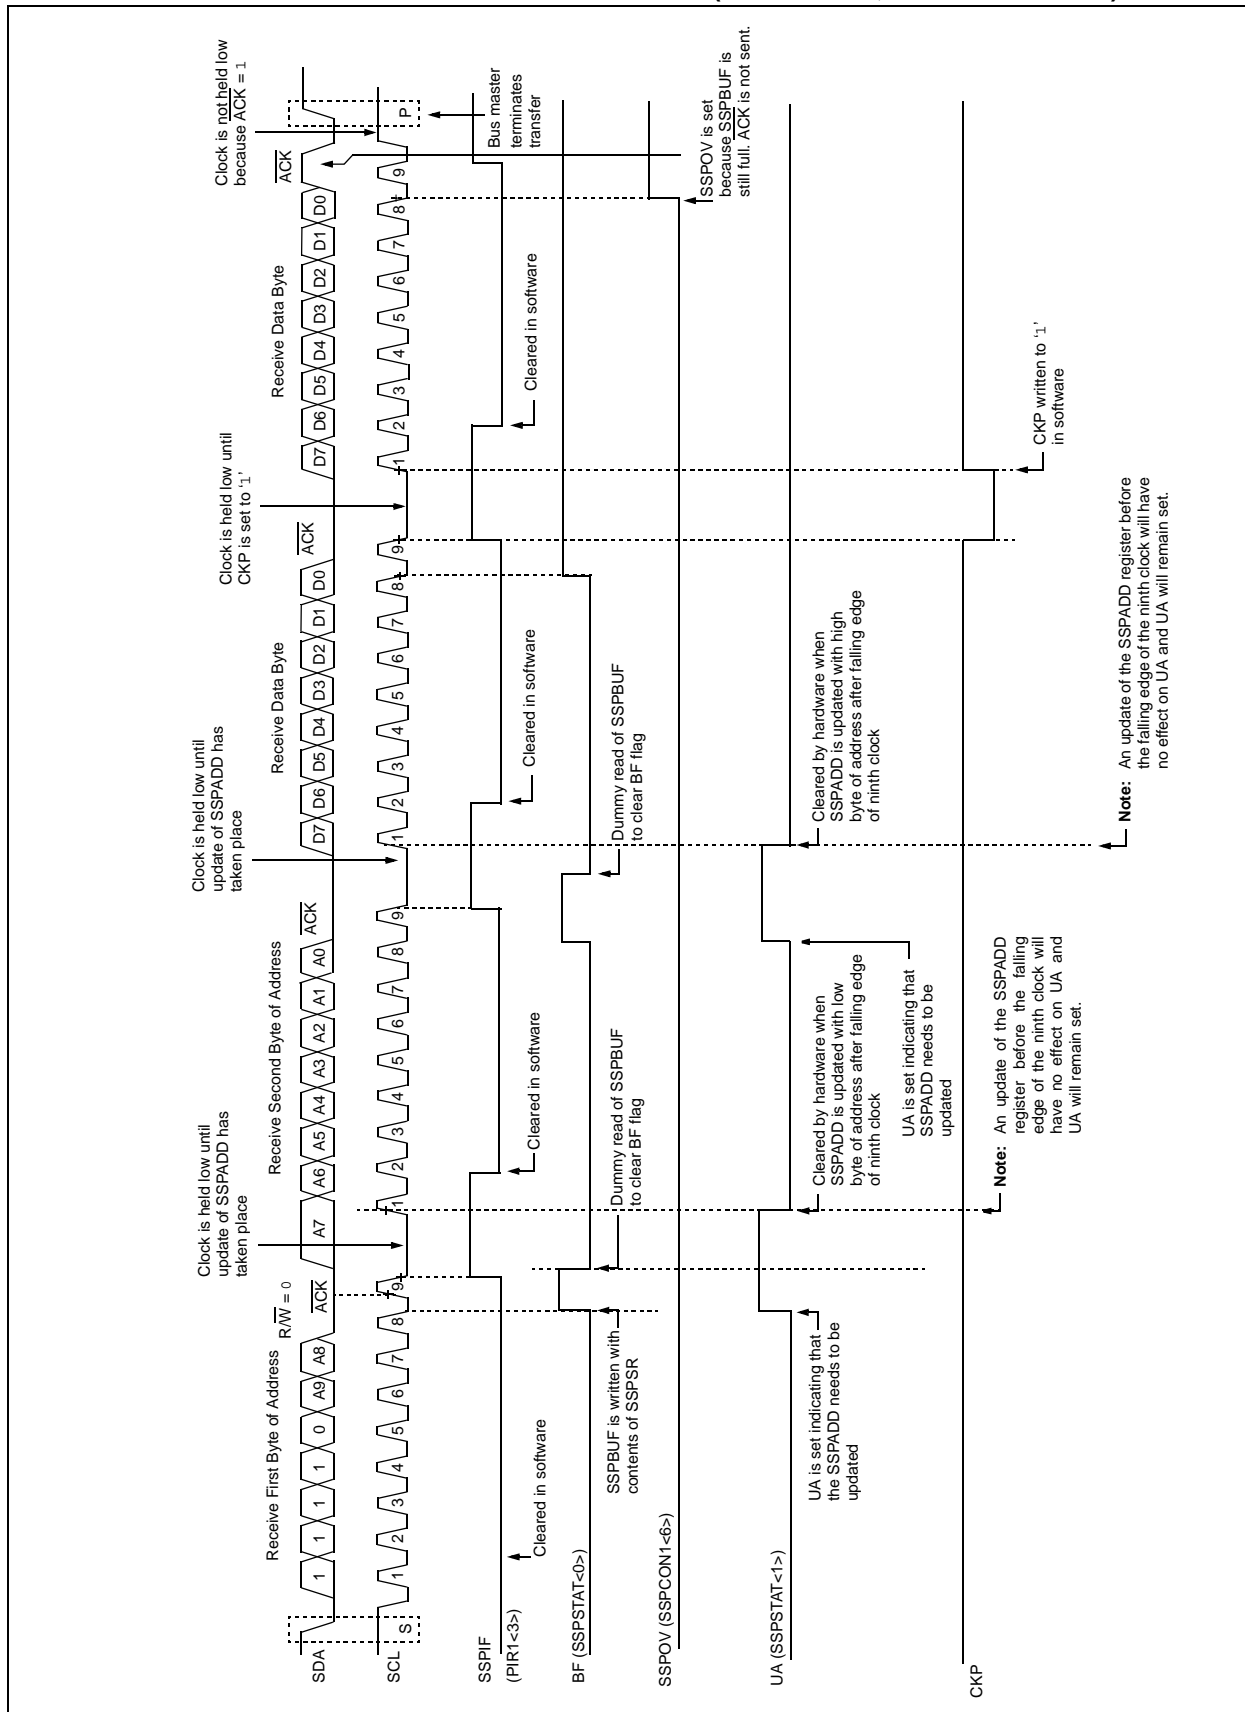 Clock is held low until
update of SSPADD has
taken place
Clock is held low until
update of SSPADD has
taken place
Clock is held low until
CKP is set to ‘1’
Clock is not held low
because ACK = 1
Receive First Byte of Address
R/W = 0
ACK
Receive Second Byte of Address
ACK
Receive Data Byte
ACK
Receive Data Byte
ACK
SDA
1 1 1 1 0 A9 A8
A7 A6 A5 A4 A3 A2 A1 A0
D7 D6 D5 D4 D3 D2 D1 D0
D7 D6 D5 D4 D3 D2 D1 D0
SCL
S
1 2 3 4 5 6 7 8 9
1 2 3 4 5 6 7 8 9
1 2 3 4 5 6 7 8 9
1 2 3 4 5 6 7 8 9
P
Bus master
terminates
transfer
SSPIF
(PIR1<3>)
Cleared in software
Cleared in software
Cleared in software
Cleared in software
BF (SSPSTAT<0>)
SSPBUF is written with
contents of SSPSR
Dummy read of SSPBUF
to clear BF flag
Dummy read of SSPBUF
to clear BF flag
SSPOV (SSPCON1<6>)
SSPOV is set
because SSPBUF is
still full. ACK is not sent.
UA (SSPSTAT<1>)
UA is set indicating that
the SSPADD needs to be
updated
Cleared by hardware when
SSPADD is updated with low
byte of address after falling edge
of ninth clock
UA is set indicating that
SSPADD needs to be
updated
Cleared by hardware when
SSPADD is updated with high
byte of address after falling edge
of ninth clock
CKP
Note: An update of the SSPADD
register before the falling
edge of the ninth clock will
have no effect on UA and
UA will remain set.
CKP written to ‘1’
in software
Note: An update of the SSPADD register before
the falling edge of the ninth clock will have
no effect on UA and UA will remain set.